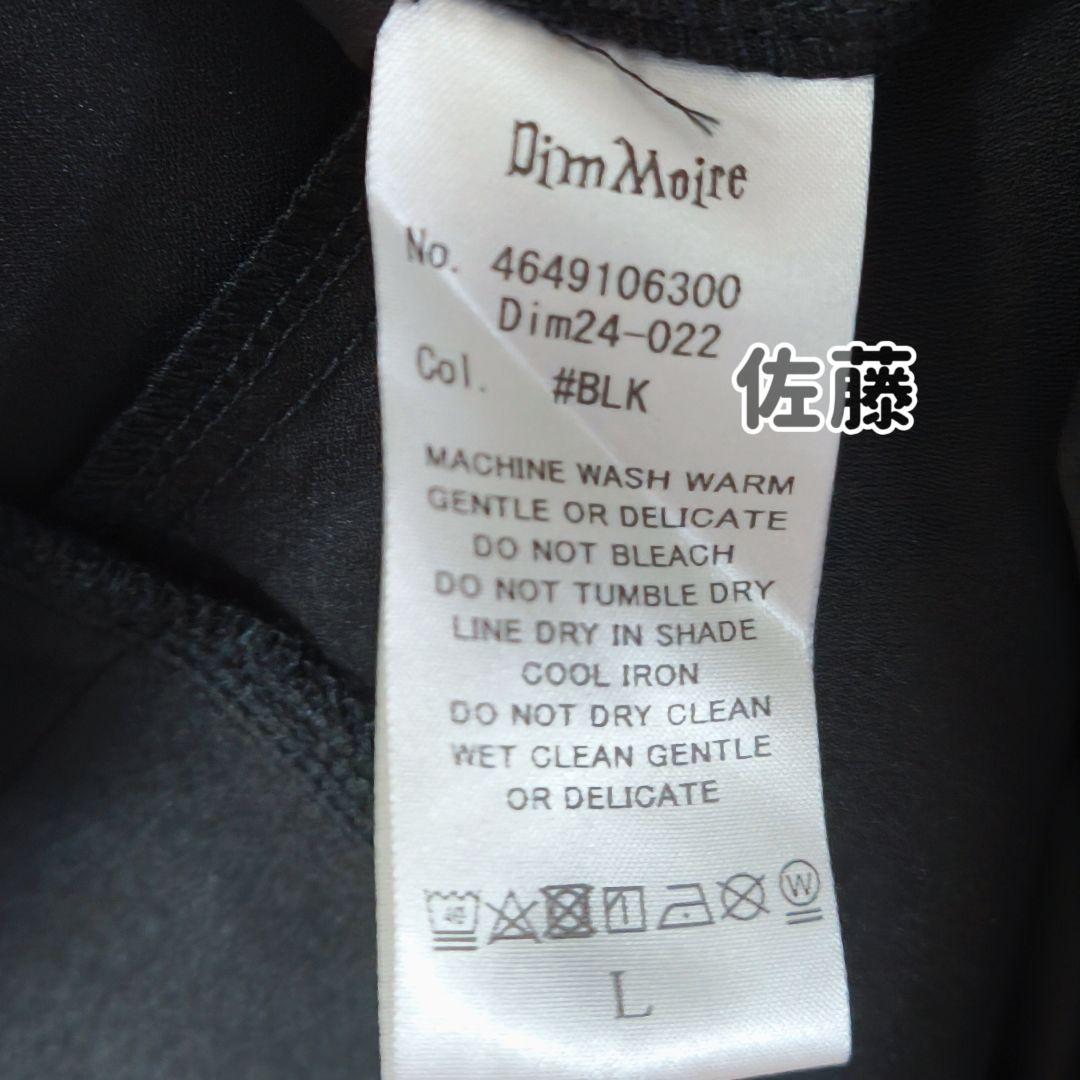 Dim Moire
No. 4649106300
Dim24-022
Col. #BLK
佐藤
MACHINE WASH WARM
GENTLE OR DELICATE
DO NOT BLEACH
DO NOT TUMBLE DRY
LINE DRY IN SHADE
COOL IRON
DO NOT DRY CLEAN
WET CLEAN GENTLE
OR DELICATE
40 W
L